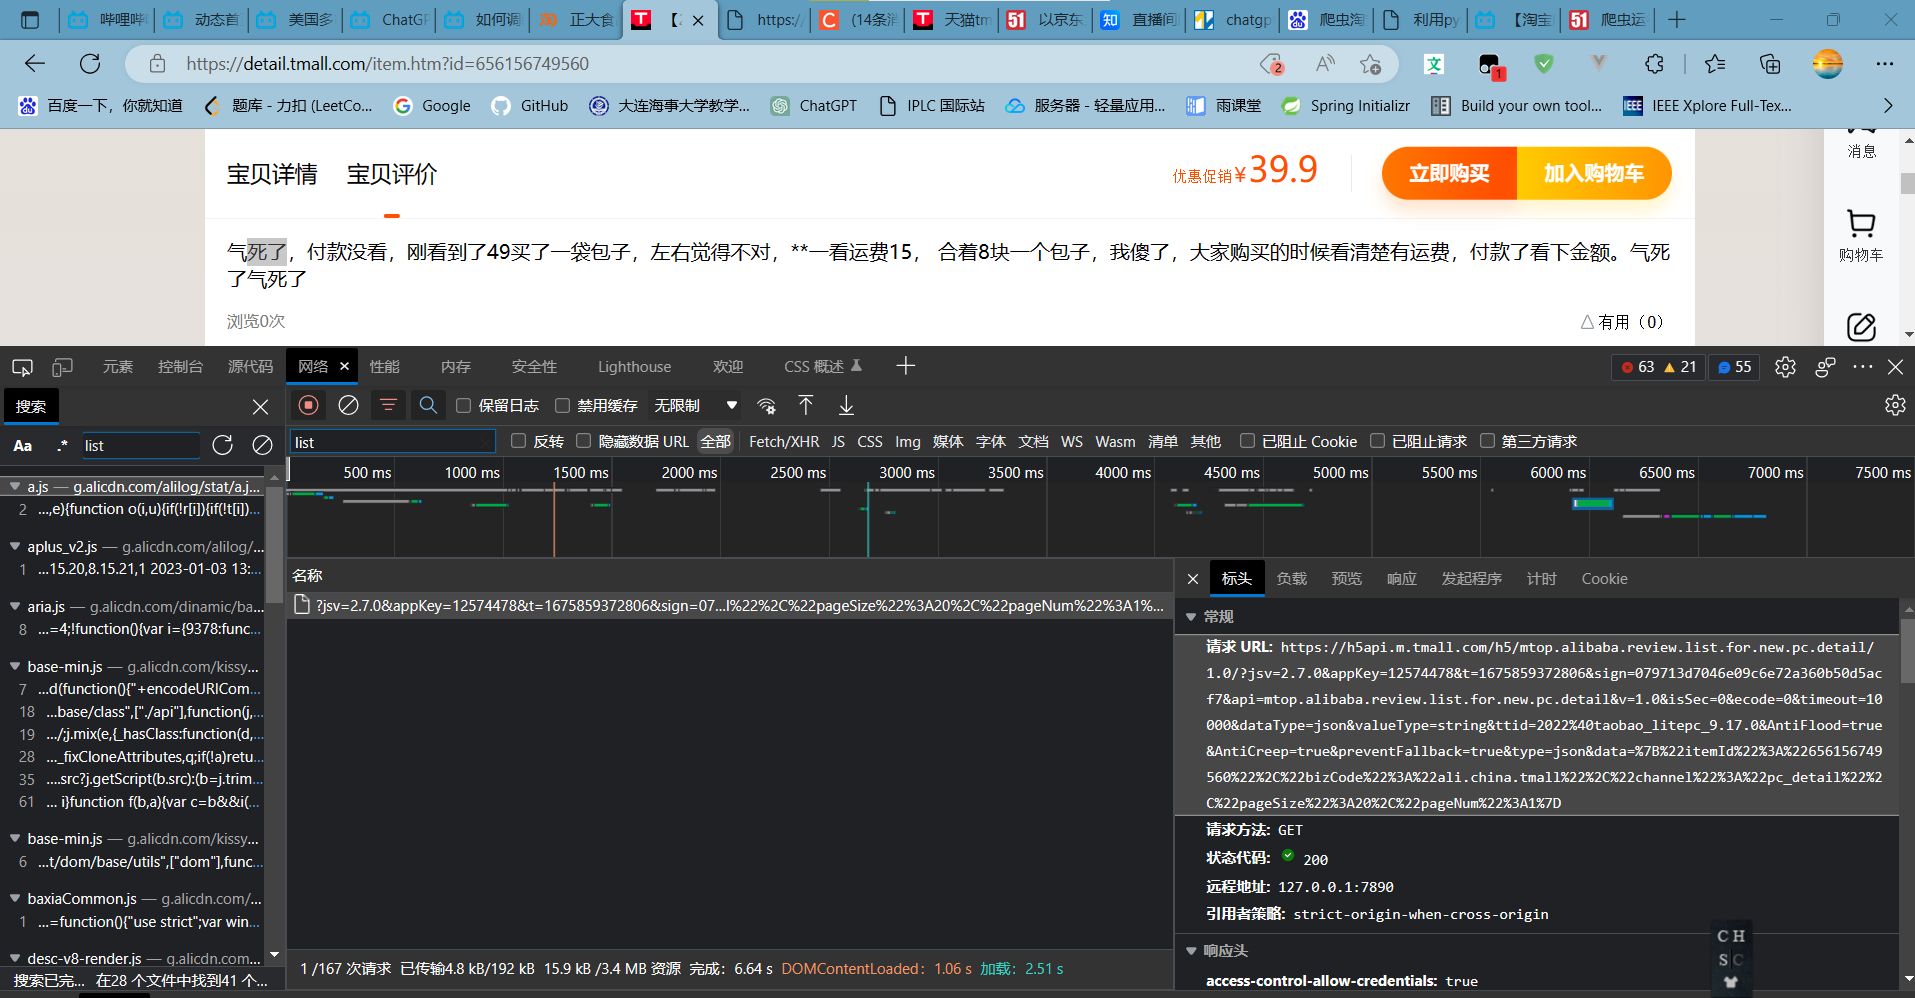 哔哩哔
动态首
美国多
ChatGP
如何调
正大食
【
https:/
(14条消
天猫tm
以京东
直播间
chatgp
爬虫淘
利用py
【淘宝
爬虫运
https://detail.tmall.com/item.htm?id=656156749560
2
1
百度一下，你就知道
题库 - 力扣 (LeetCo...
Google
GitHub
大连海事大学教学...
ChatGPT
IPLC 国际站
服务器 - 轻量应用...
雨课堂
Spring Initializr
Build your own tool...
IEEE Xplore Full-Tex...
宝贝详情 宝贝评价
优惠促销¥39.9
立即购买
加入购物车
消息
购物车
气死了，付款没看，刚看到了49买了一袋包子，左右觉得不对，**一看运费15， 合着8块一个包子，我傻了，大家购买的时候看清楚有运费，付款了看下金额。气死
了气死了
浏览0次
△ 有用（0）
元素 控制台 源代码 网络 性能 内存 安全性 Lighthouse 欢迎 CSS 概述
63 21 55
搜索
保留日志 禁用缓存 无限制
Aa .* list
list
反转 隐藏数据 URL 全部 Fetch/XHR JS CSS Img 媒体 字体 文档 WS Wasm 清单 其他 已阻止 Cookie 已阻止请求 第三方请求
500 ms 1000 ms 1500 ms 2000 ms 2500 ms 3000 ms 3500 ms 4000 ms 4500 ms 5000 ms 5500 ms 6000 ms 6500 ms 7000 ms 7500 ms
a.js — g.alicdn.com/alilog/stat/a.j...
2 ...,e){function o(i,u){if(!r[i]){if(!t[i])...
aplus_v2.js — g.alicdn.com/alilog/...
1 ...15.20,8.15.21,1 2023-01-03 13:...
aria.js — g.alicdn.com/dinamic/ba...
8 ...=4;!function(){var i={9378:func...
base-min.js — g.alicdn.com/kissy...
7 ...d(function(){"+encodeURICom...
18 ...base/class",["./api"],function(j,...
19 .../;j.mix(e,{_hasClass:function(d,...
28 ..._fixCloneAttributes,q;if(!a)retu...
35 ....src?j.getScript(b.src):(b=j.trim...
61 ... i}function f(b,a){var c=b&&i(...
base-min.js — g.alicdn.com/kissy...
6 ...t/dom/base/utils",["dom"],func...
baxiaCommon.js — g.alicdn.com/...
1 ...=function(){"use strict";var win...
desc-v8-render.js — g.alicdn.com...
搜索已完... 在28 个文件中找到41 个...
名称
?jsv=2.7.0&appKey=12574478&t=1675859372806&sign=07...l%22%2C%22pageSize%22%3A20%2C%22pageNum%22%3A1%...
1 /167 次请求 已传输4.8 kB/192 kB 15.9 kB /3.4 MB 资源 完成：6.64 s DOMContentLoaded：1.06 s 加载：2.51 s
标头 负载 预览 响应 发起程序 计时 Cookie
常规
请求 URL: https://h5api.m.tmall.com/h5/mtop.alibaba.review.list.for.new.pc.detail/
1.0/?jsv=2.7.0&appKey=12574478&t=1675859372806&sign=079713d7046e09c6e72a360b50d5ac
f7&api=mtop.alibaba.review.list.for.new.pc.detail&v=1.0&isSec=0&ecode=0&timeout=10
000&dataType=json&valueType=string&ttid=2022%40taobao_litepc_9.17.0&AntiFlood=true
&AntiCreep=true&preventFallback=true&type=json&data=%7B%22itemId%22%3A%22656156749
560%22%2C%22bizCode%22%3A%22ali.china.tmall%22%2C%22channel%22%3A%22pc_detail%22%2
C%22pageSize%22%3A20%2C%22pageNum%22%3A1%7D
请求方法: GET
状态代码: 200
远程地址: 127.0.0.1:7890
引用者策略: strict-origin-when-cross-origin
响应头
access-control-allow-credentials: true
CH
SC